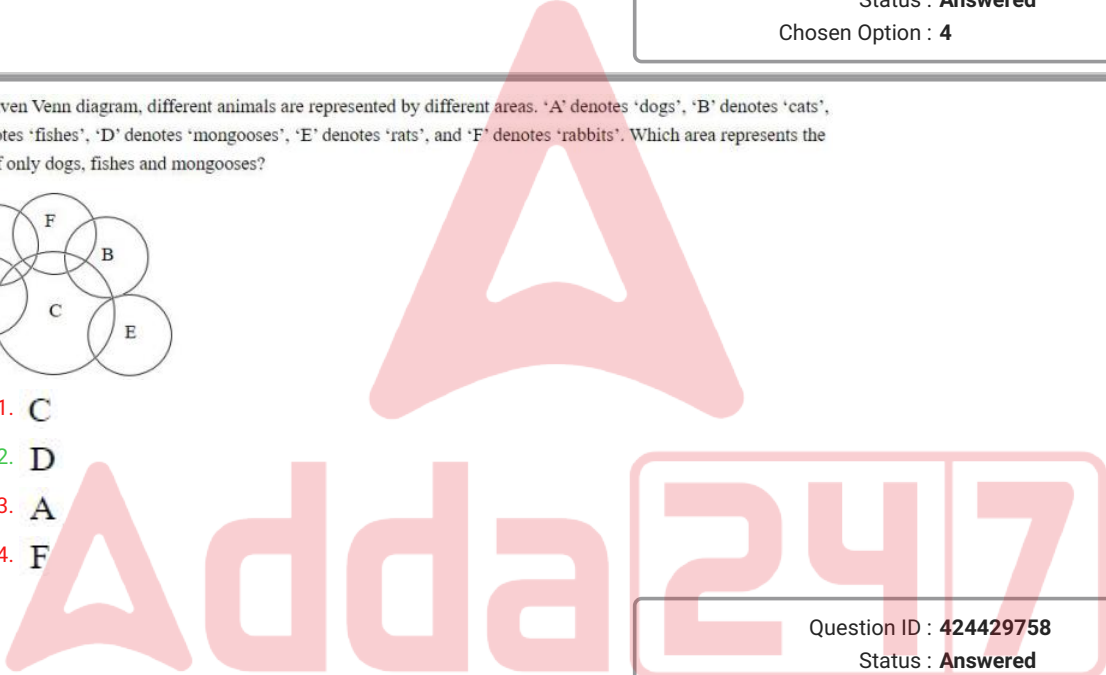 Status : Answered
Chosen Option : 4
ven Venn diagram, different animals are represented by different areas. ‘A’ denotes ‘dogs’, ‘B’ denotes ‘cats’,
tes ‘fishes’, ‘D’ denotes ‘mongooses’, ‘E’ denotes ‘rats’, and ‘F’ denotes ‘rabbits’. Which area represents the
only dogs, fishes and mongooses?
F
B
C
E
1. C
2. D
3. A
4. F
Adda247
Question ID : 424429758
Status : Answered